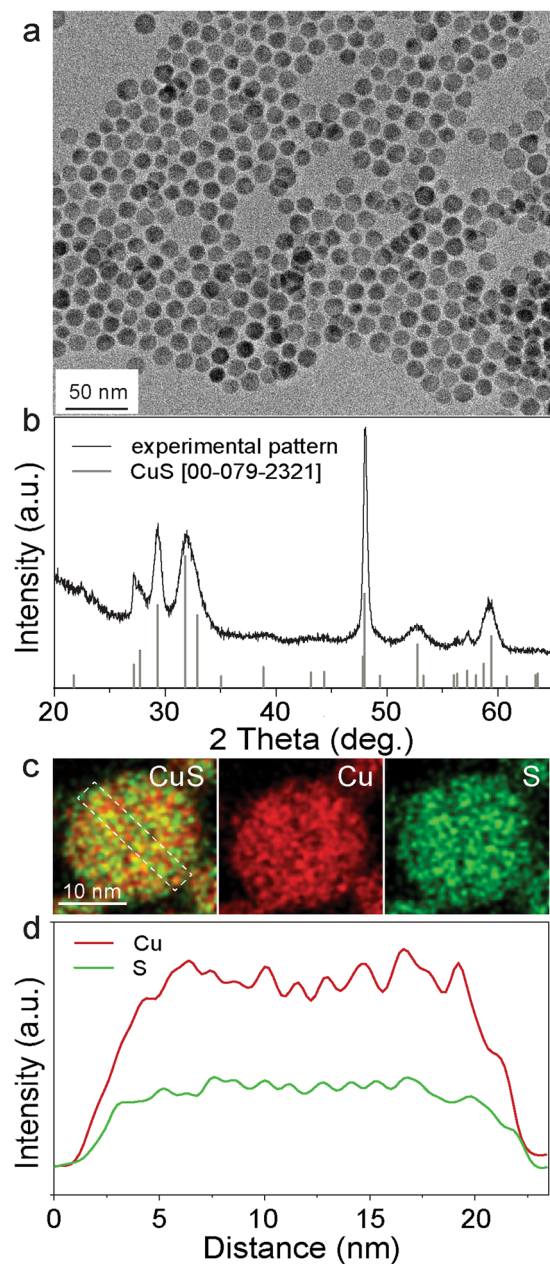 a
50 nm
b
experimental pattern
CuS [00-079-2321]
Intensity (a.u.)
20 30 40 50 60
2 Theta (deg.)
c
CuS
Cu
S
10 nm
d
Cu
S
Intensity (a.u.)
0 5 10 15 20
Distance (nm)